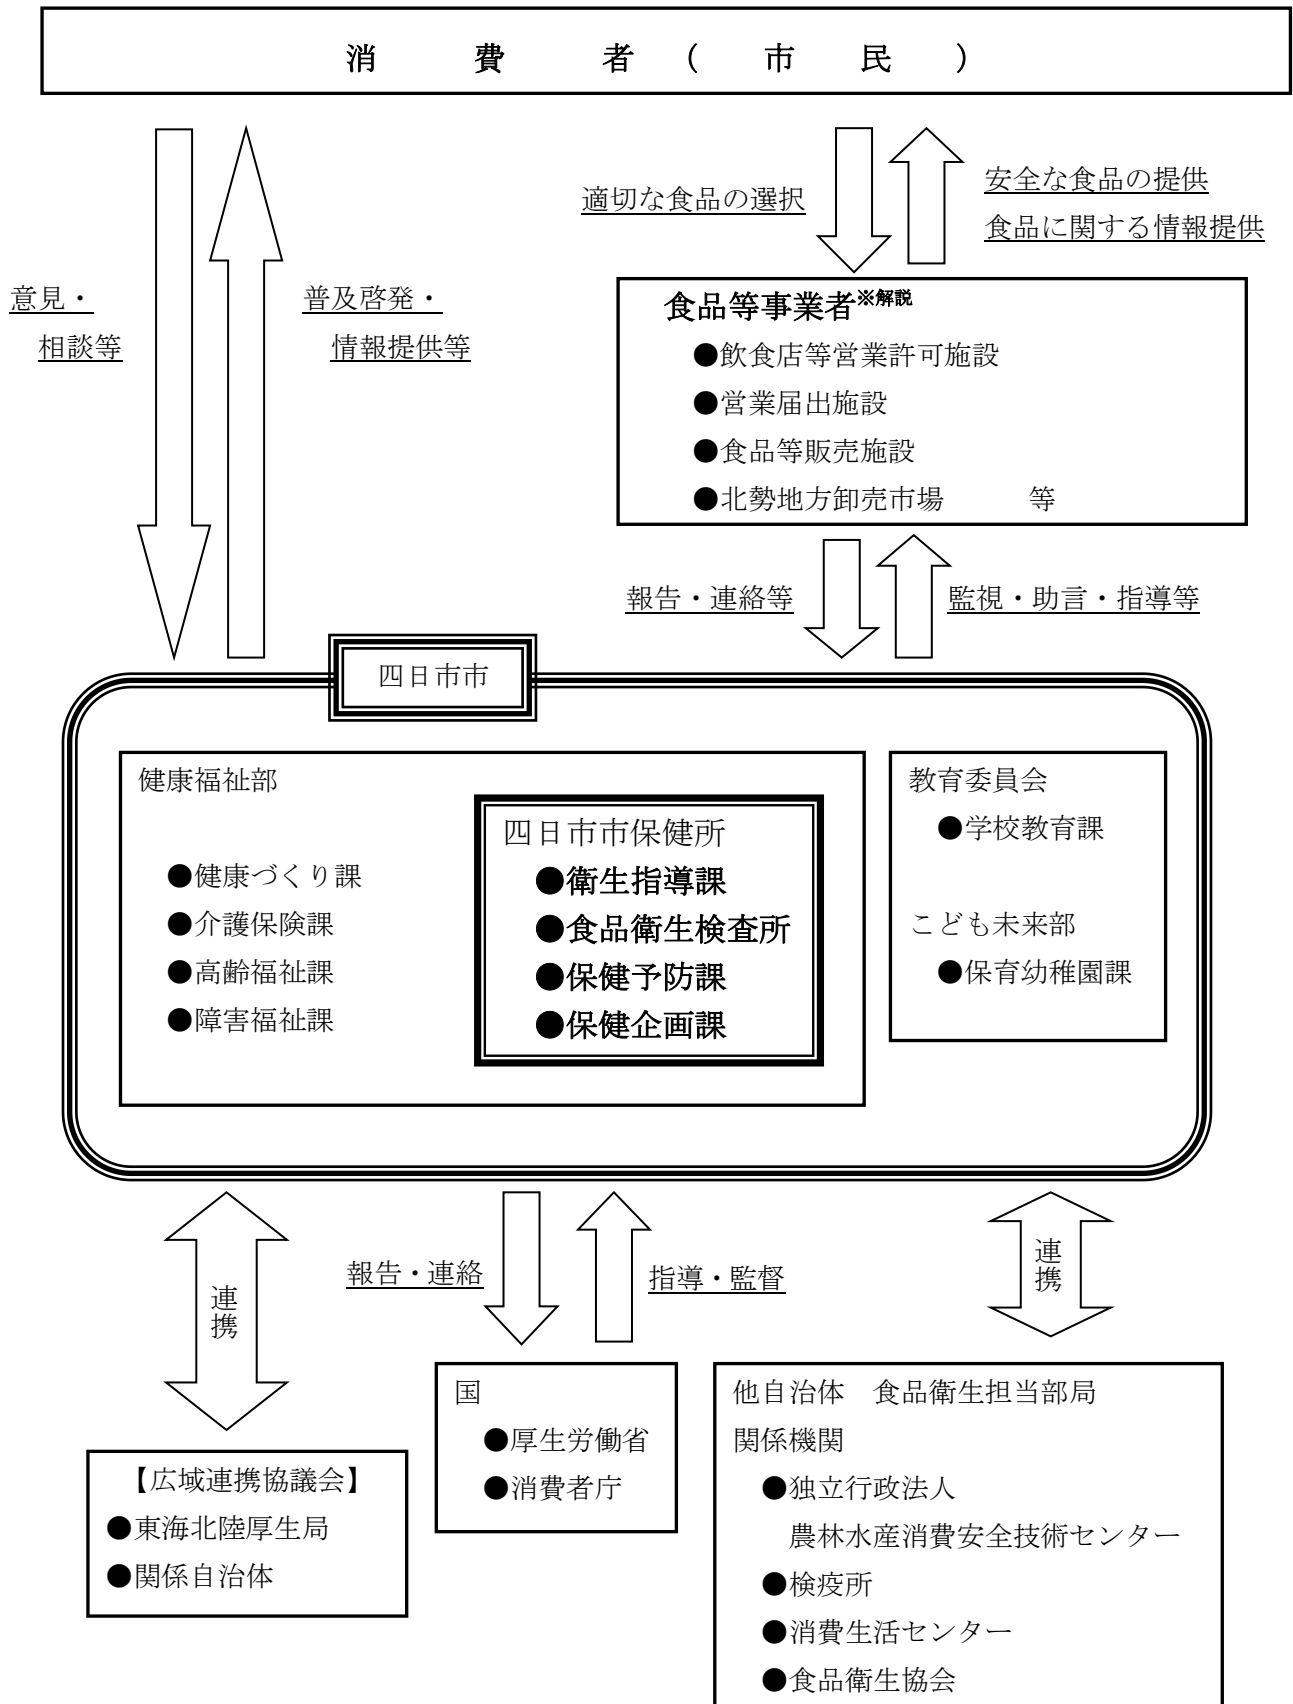 消費者(市民)
適切な食品の選択
安全な食品の提供
食品に関する情報提供
意見・
相談等
普及啓発・
情報提供等
食品等事業者※解説
●飲食店等営業許可施設
●営業届出施設
●食品等販売施設
●北勢地方卸売市場　　　等
報告・連絡等
監視・助言・指導等
四日市市
健康福祉部
●健康づくり課
●介護保険課
●高齢福祉課
●障害福祉課
四日市市保健所
●衛生指導課
●食品衛生検査所
●保健予防課
●保健企画課
教育委員会
●学校教育課
こども未来部
●保育幼稚園課
連携
報告・連絡
指導・監督
連携
【広域連携協議会】
●東海北陸厚生局
●関係自治体
国
●厚生労働省
●消費者庁
他自治体　食品衛生担当部局
関係機関
●独立行政法人
農林水産消費安全技術センター
●検疫所
●消費生活センター
●食品衛生協会